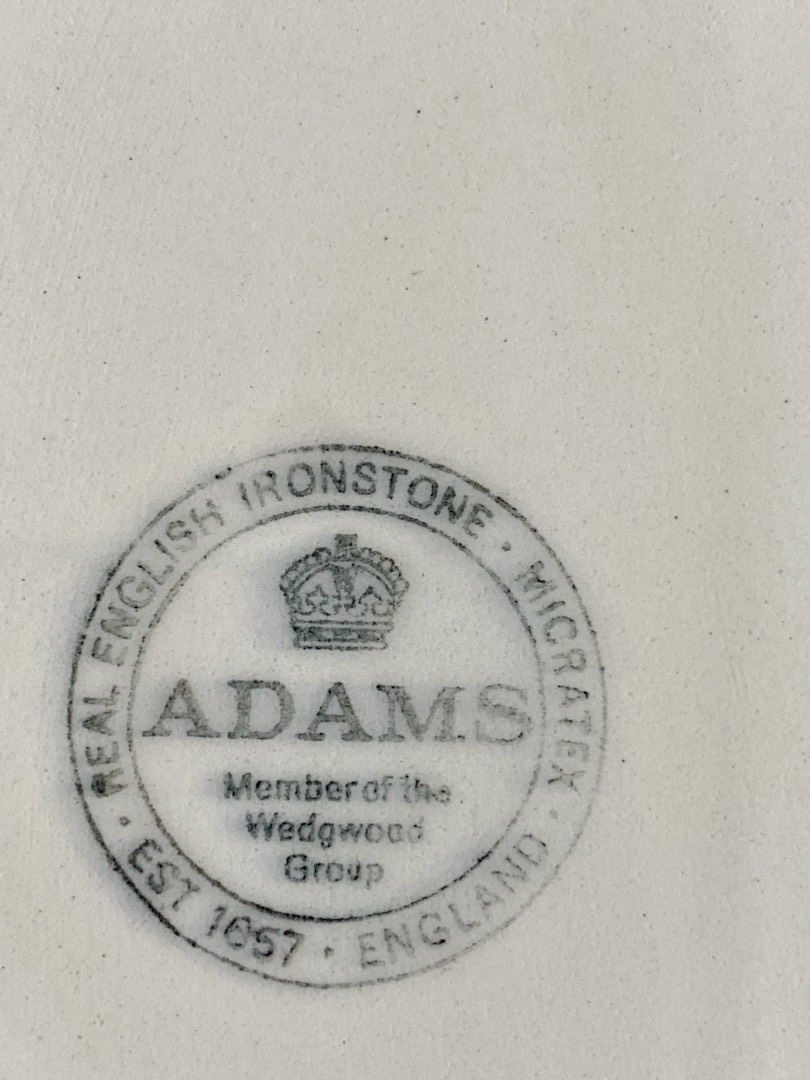 REAL ENGLISH IRONSTONE · MICRATEX ·
ADAMS
Member of the
Wedgwood
Group
EST 1657 · ENGLAND